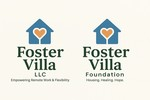 Foster
Villa
LLC
Empowering Remote Work & Flexibility
Foster
Villa
Foundation
Housing. Healing. Hope.